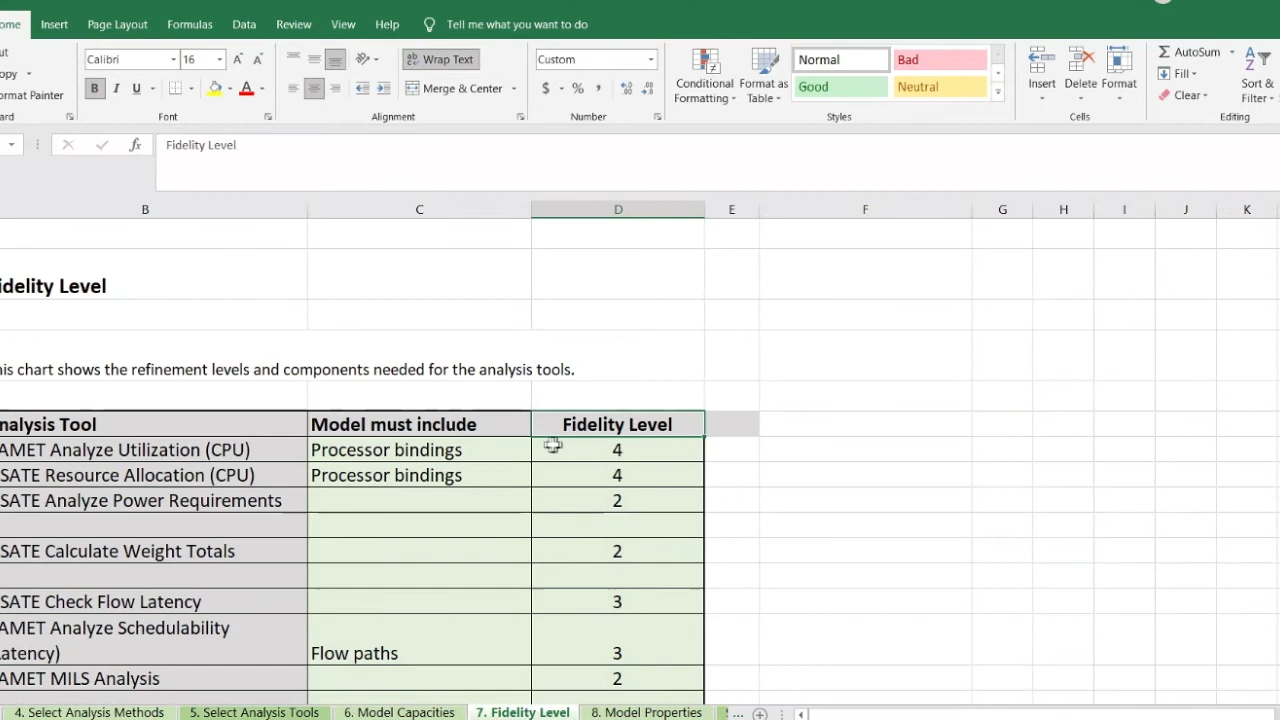 ome Insert Page Layout Formulas Data Review View Help Tell me what you want to do
ut
opy
ormat Painter
ard
Calibri 16
B I U
Font
Wrap Text
Merge & Center
Alignment
Custom
$ % ,
Number
Conditional Formatting
Format as Table
Normal Bad
Good Neutral
Styles
Insert Delete Format
Cells
AutoSum
Fill
Clear
Sort &
Filter
Editing
fx Fidelity Level
B C D E F G H I J K
idelity Level
his chart shows the refinement levels and components needed for the analysis tools.
nalysis Tool Model must include Fidelity Level
AMET Analyze Utilization (CPU) Processor bindings 4
SATE Resource Allocation (CPU) Processor bindings 4
SATE Analyze Power Requirements 2
SATE Calculate Weight Totals 2
SATE Check Flow Latency 3
AMET Analyze Schedulability
atency) Flow paths 3
AMET MILS Analysis 2
4. Select Analysis Methods 5. Select Analysis Tools 6. Model Capacities 7. Fidelity Level 8. Model Properties ...